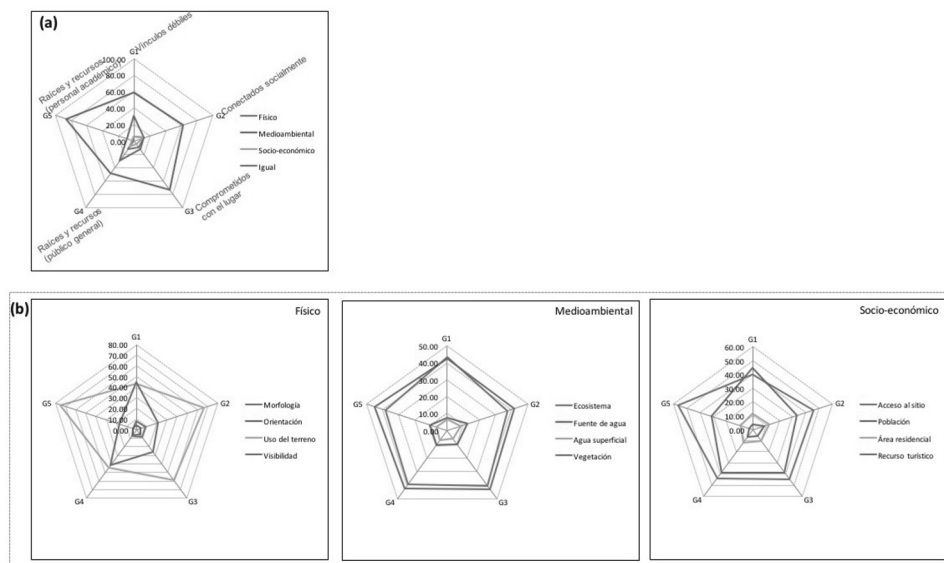 (a)
Vínculos débiles
G1
100.00
80.00
60.00
40.00
20.00
0.00
Raíces y recursos
(personal académico)
Conectados socialmente
G5
G2
Físico
Medioambiental
Socio-económico
Igual
G4
G3
Comprometidos
con el lugar
Raíces y recursos
(público general)
(b)
Físico
G1
80.00
70.00
60.00
50.00
40.00
30.00
20.00
10.00
0.00
G5
G2
Morfología
Orientación
Uso del terreno
Visibilidad
G4
G3
Medioambiental
G1
50.00
40.00
30.00
20.00
10.00
0.00
G5
G2
Ecosistema
Fuente de agua
Agua superficial
Vegetación
G4
G3
Socio-económico
G1
60.00
50.00
40.00
30.00
20.00
10.00
0.00
G5
G2
Acceso al sitio
Población
Área residencial
Recurso turístico
G4
G3